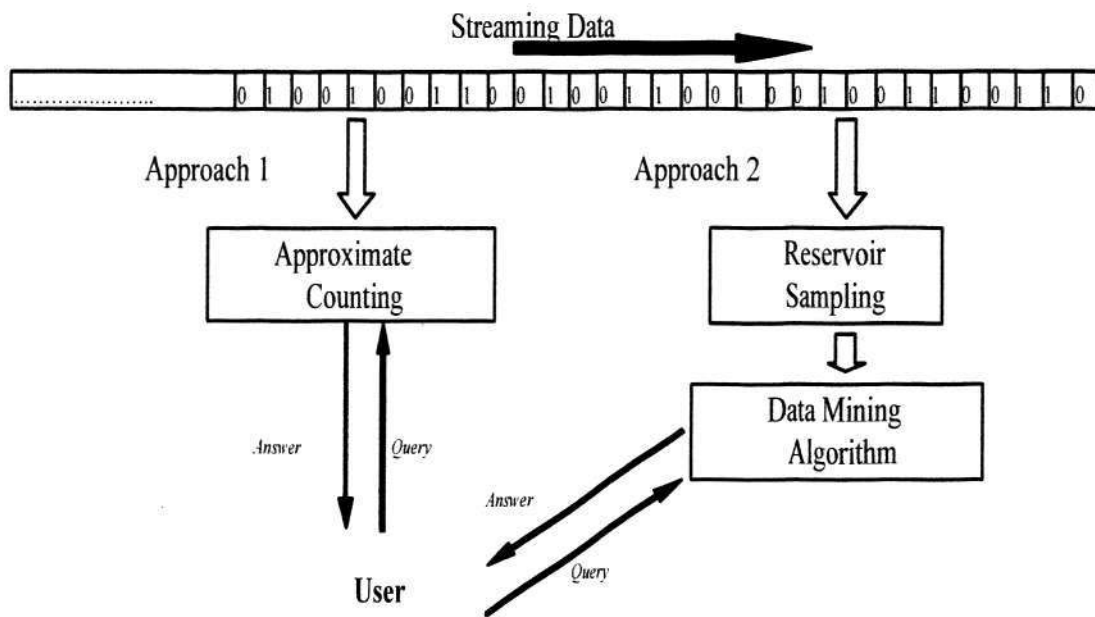 Streaming Data
........................ 0 1 0 0 1 0 0 1 1 0 0 1 0 0 1 1 0 0 1 0 0 1 0 0 1 1 0 0 1 1 0
Approach 1
Approach 2
Approximate
Counting
Reservoir
Sampling
Data Mining
Algorithm
Answer
Query
Answer
Query
User